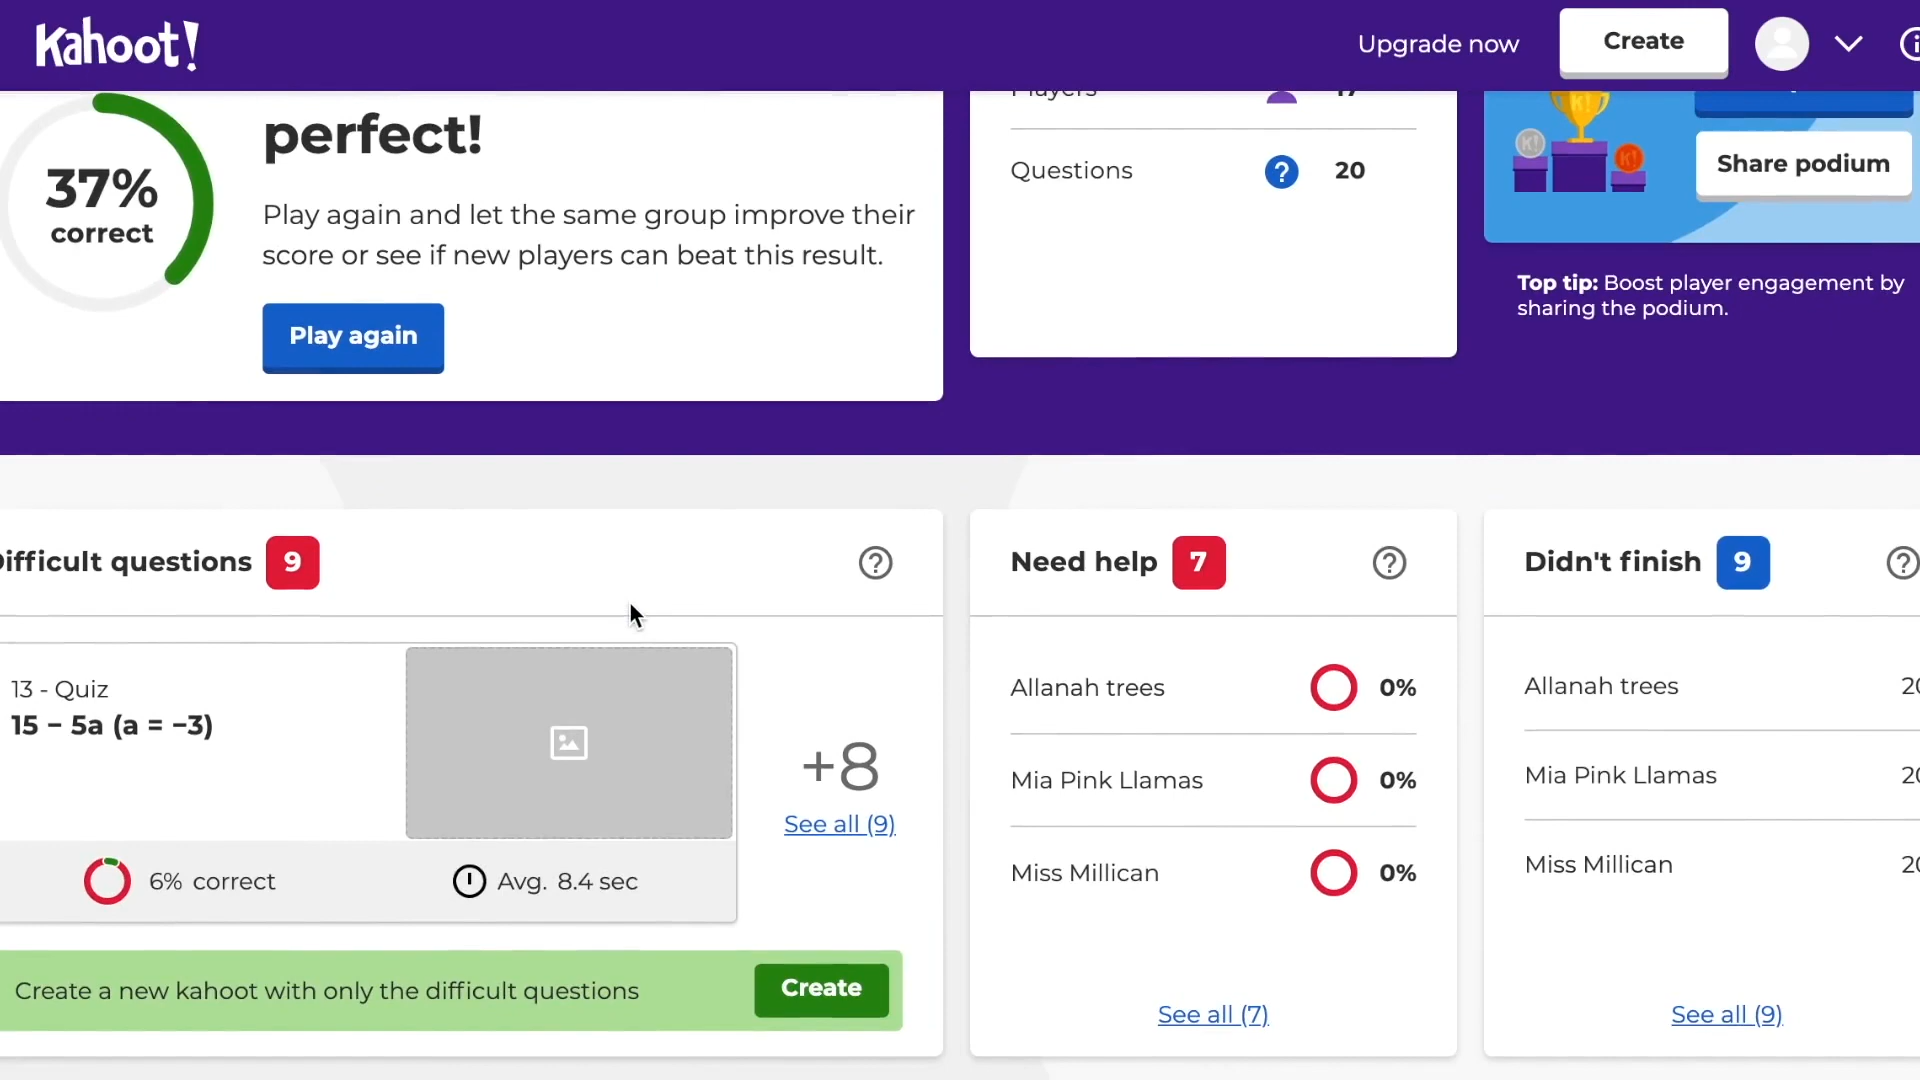 Kahoot!
Upgrade now
Create
37%
correct
perfect!
Play again and let the same group improve their
score or see if new players can beat this result.
Play again
Players
17
Questions
20
Share podium
Top tip: Boost player engagement by
sharing the podium.
ifficult questions
9
13 - Quiz
15 − 5a (a = −3)
6% correct
Avg. 8.4 sec
+8
See all (9)
Create a new kahoot with only the difficult questions
Create
Need help
7
Allanah trees
0%
Mia Pink Llamas
0%
Miss Millican
0%
See all (7)
Didn't finish
9
Allanah trees
Mia Pink Llamas
Miss Millican
See all (9)